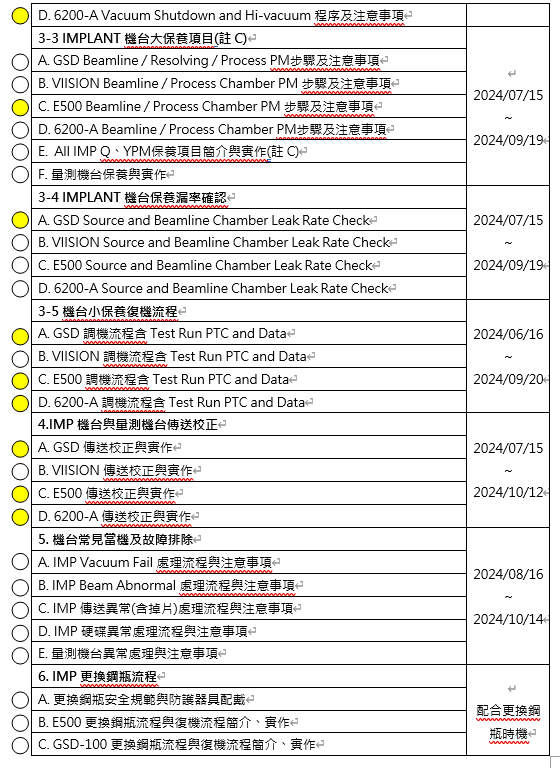 D. 6200-A Vacuum Shutdown and Hi-vacuum 程序及注意事項
3-3 IMPLANT 機台大保養項目(註 C)
A. GSD Beamline / Resolving / Process PM步驟及注意事項
B. VIISION Beamline / Process Chamber PM 步驟及注意事項
C. E500 Beamline / Process Chamber PM 步驟及注意事項
D. 6200-A Beamline / Process Chamber PM步驟及注意事項
E. All IMP Q、YPM保養項目簡介與實作(註 C)
F. 量測機台保養與實作
2024/07/15
~
2024/09/19
3-4 IMPLANT 機台保養漏率確認
A. GSD Source and Beamline Chamber Leak Rate Check
B. VIISION Source and Beamline Chamber Leak Rate Check
C. E500 Source and Beamline Chamber Leak Rate Check
D. 6200-A Source and Beamline Chamber Leak Rate Check
2024/07/15
~
2024/09/19
3-5 機台小保養復機流程
A. GSD 調機流程含 Test Run PTC and Data
B. VIISION 調機流程含 Test Run PTC and Data
C. E500 調機流程含 Test Run PTC and Data
D. 6200-A 調機流程含 Test Run PTC and Data
2024/06/16
~
2024/09/20
4.IMP 機台與量測機台傳送校正
A. GSD 傳送校正與實作
B. VIISION 傳送校正與實作
C. E500 傳送校正與實作
D. 6200-A 傳送校正與實作
2024/07/15
~
2024/10/12
5. 機台常見當機及故障排除
A. IMP Vacuum Fail 處理流程與注意事項
B. IMP Beam Abnormal 處理流程與注意事項
C. IMP 傳送異常(含掉片)處理流程與注意事項
D. IMP 硬碟異常處理流程與注意事項
E. 量測機台異常處理與注意事項
2024/08/16
~
2024/10/14
6. IMP 更換鋼瓶流程
A. 更換鋼瓶安全規範與防護器具配戴
B. E500 更換鋼瓶流程與復機流程簡介、實作
C. GSD-100 更換鋼瓶流程與復機流程簡介、實作
配合更換鋼
瓶時機